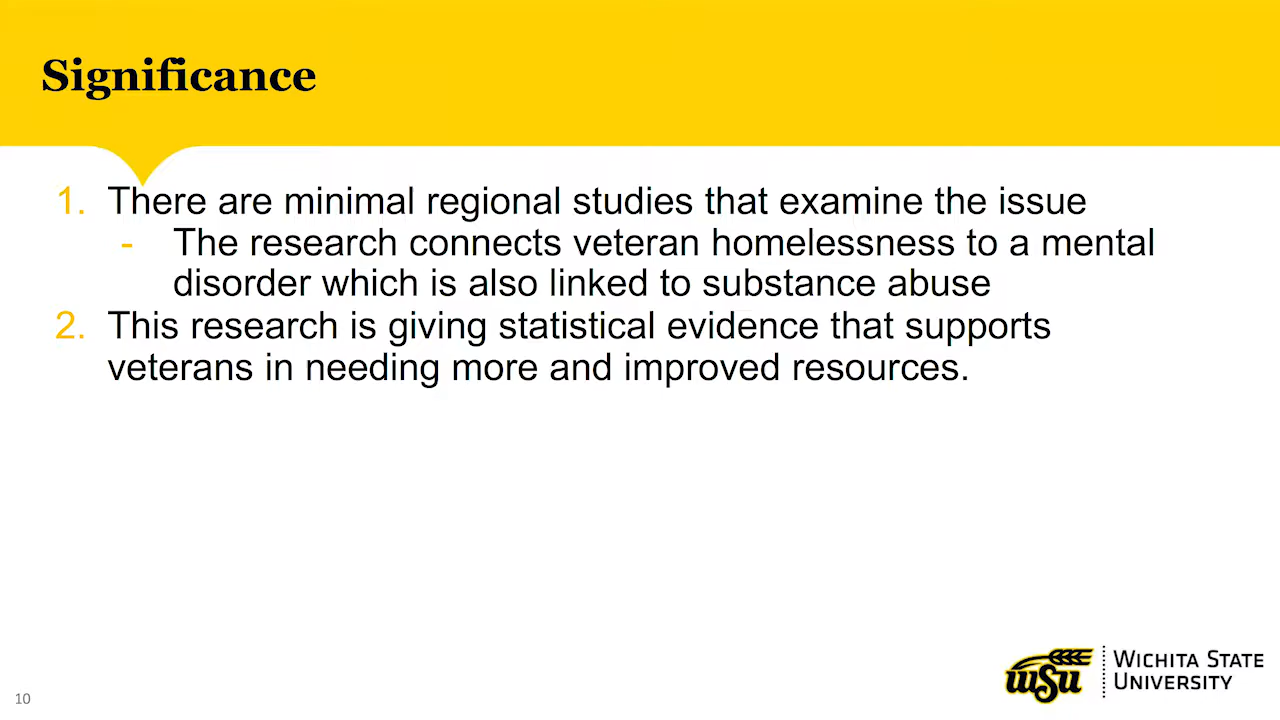 Significance
1. There are minimal regional studies that examine the issue
- The research connects veteran homelessness to a mental
disorder which is also linked to substance abuse
2. This research is giving statistical evidence that supports
veterans in needing more and improved resources.
WSU
WICHITA STATE
UNIVERSITY
10